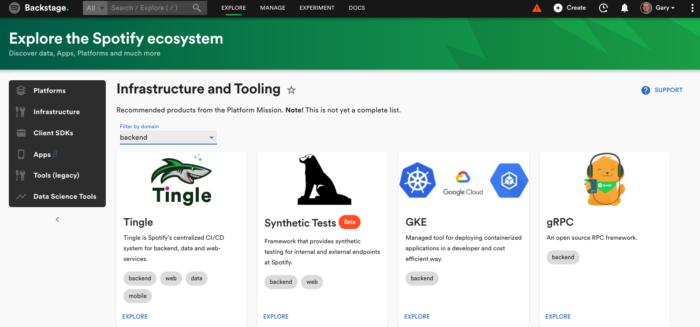 Backstage.
All
Search / Explore ( / )
EXPLORE
MANAGE
EXPERIMENT
DOCS
Create
Gary
Explore the Spotify ecosystem
Discover data, Apps, Platforms and much more
Platforms
Infrastructure
Client SDKs
Apps
Tools (legacy)
Data Science Tools
Infrastructure and Tooling
SUPPORT
Recommended products from the Platform Mission. Note! This is not yet a complete list.
Filter by domain
backend
Tingle
Tingle
Tingle is Spotify's centralized CI/CD
system for backend, data and web-
services.
backend
web
data
mobile
EXPLORE
Synthetic Tests
Beta
Framework that provides synthetic
testing for internal and external endpoints
at Spotify.
backend
web
EXPLORE
Google Cloud
GKE
Managed tool for deploying containerized
applications in a developer and cost
efficient way.
backend
EXPLORE
gRPC
An open source RPC framework.
backend
EXPLORE